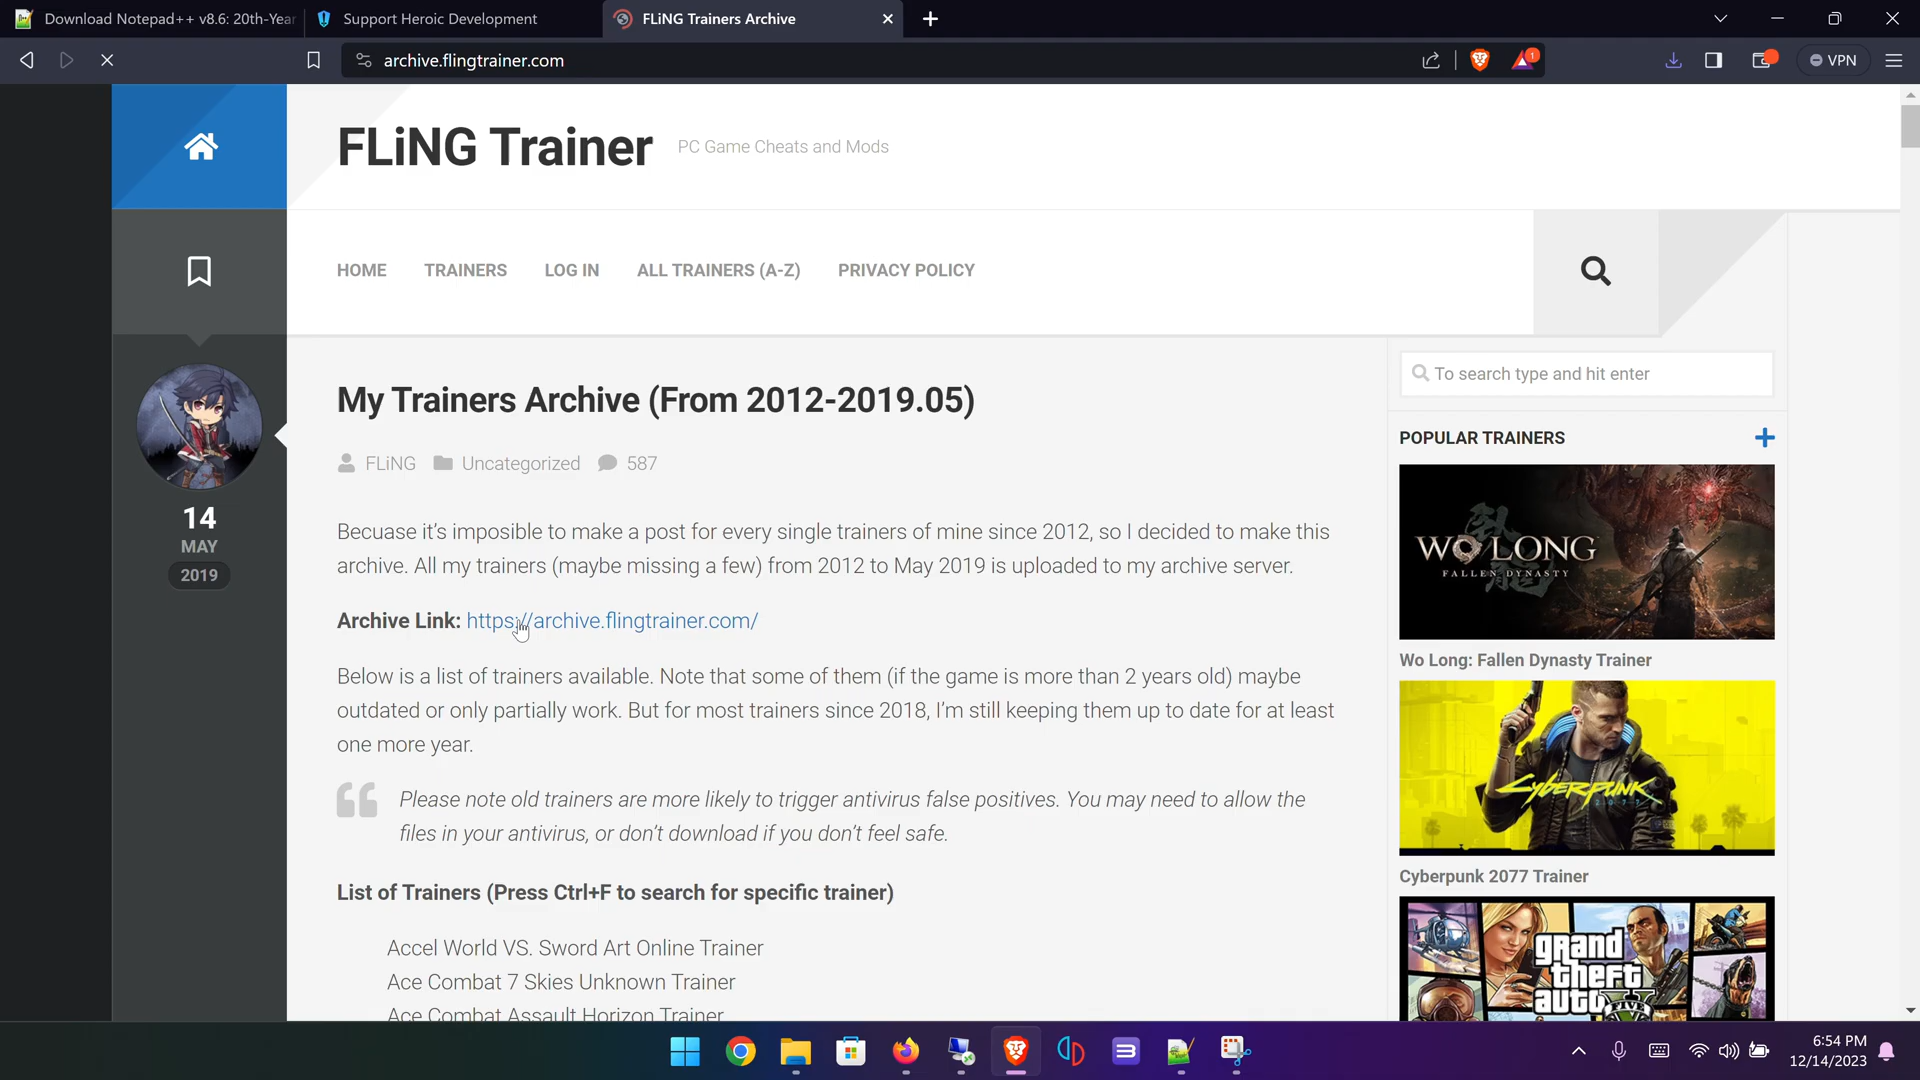 Download Notepad++ v8.6: 20th-Year
Support Heroic Development
FLiNG Trainers Archive
archive.flingtrainer.com
1
VPN
FLiNG Trainer
PC Game Cheats and Mods
HOME
TRAINERS
LOG IN
ALL TRAINERS (A-Z)
PRIVACY POLICY
14
MAY
2019
My Trainers Archive (From 2012-2019.05)
FLiNG
Uncategorized
587
Becuase it's imposible to make a post for every single trainers of mine since 2012, so I decided to make this
archive. All my trainers (maybe missing a few) from 2012 to May 2019 is uploaded to my archive server.
Archive Link: https://archive.flingtrainer.com/
Below is a list of trainers available. Note that some of them (if the game is more than 2 years old) maybe
outdated or only partially work. But for most trainers since 2018, I'm still keeping them up to date for at least
one more year.
Please note old trainers are more likely to trigger antivirus false positives. You may need to allow the
files in your antivirus, or don't download if you don't feel safe.
List of Trainers (Press Ctrl+F to search for specific trainer)
Accel World VS. Sword Art Online Trainer
Ace Combat 7 Skies Unknown Trainer
Ace Combat Assault Horizon Trainer
To search type and hit enter
POPULAR TRAINERS
WO LONG
FALLEN DYNASTY
Wo Long: Fallen Dynasty Trainer
Cyberpunk
2077
Cyberpunk 2077 Trainer
grand
theft
auto
FIVE
6:54 PM
12/14/2023